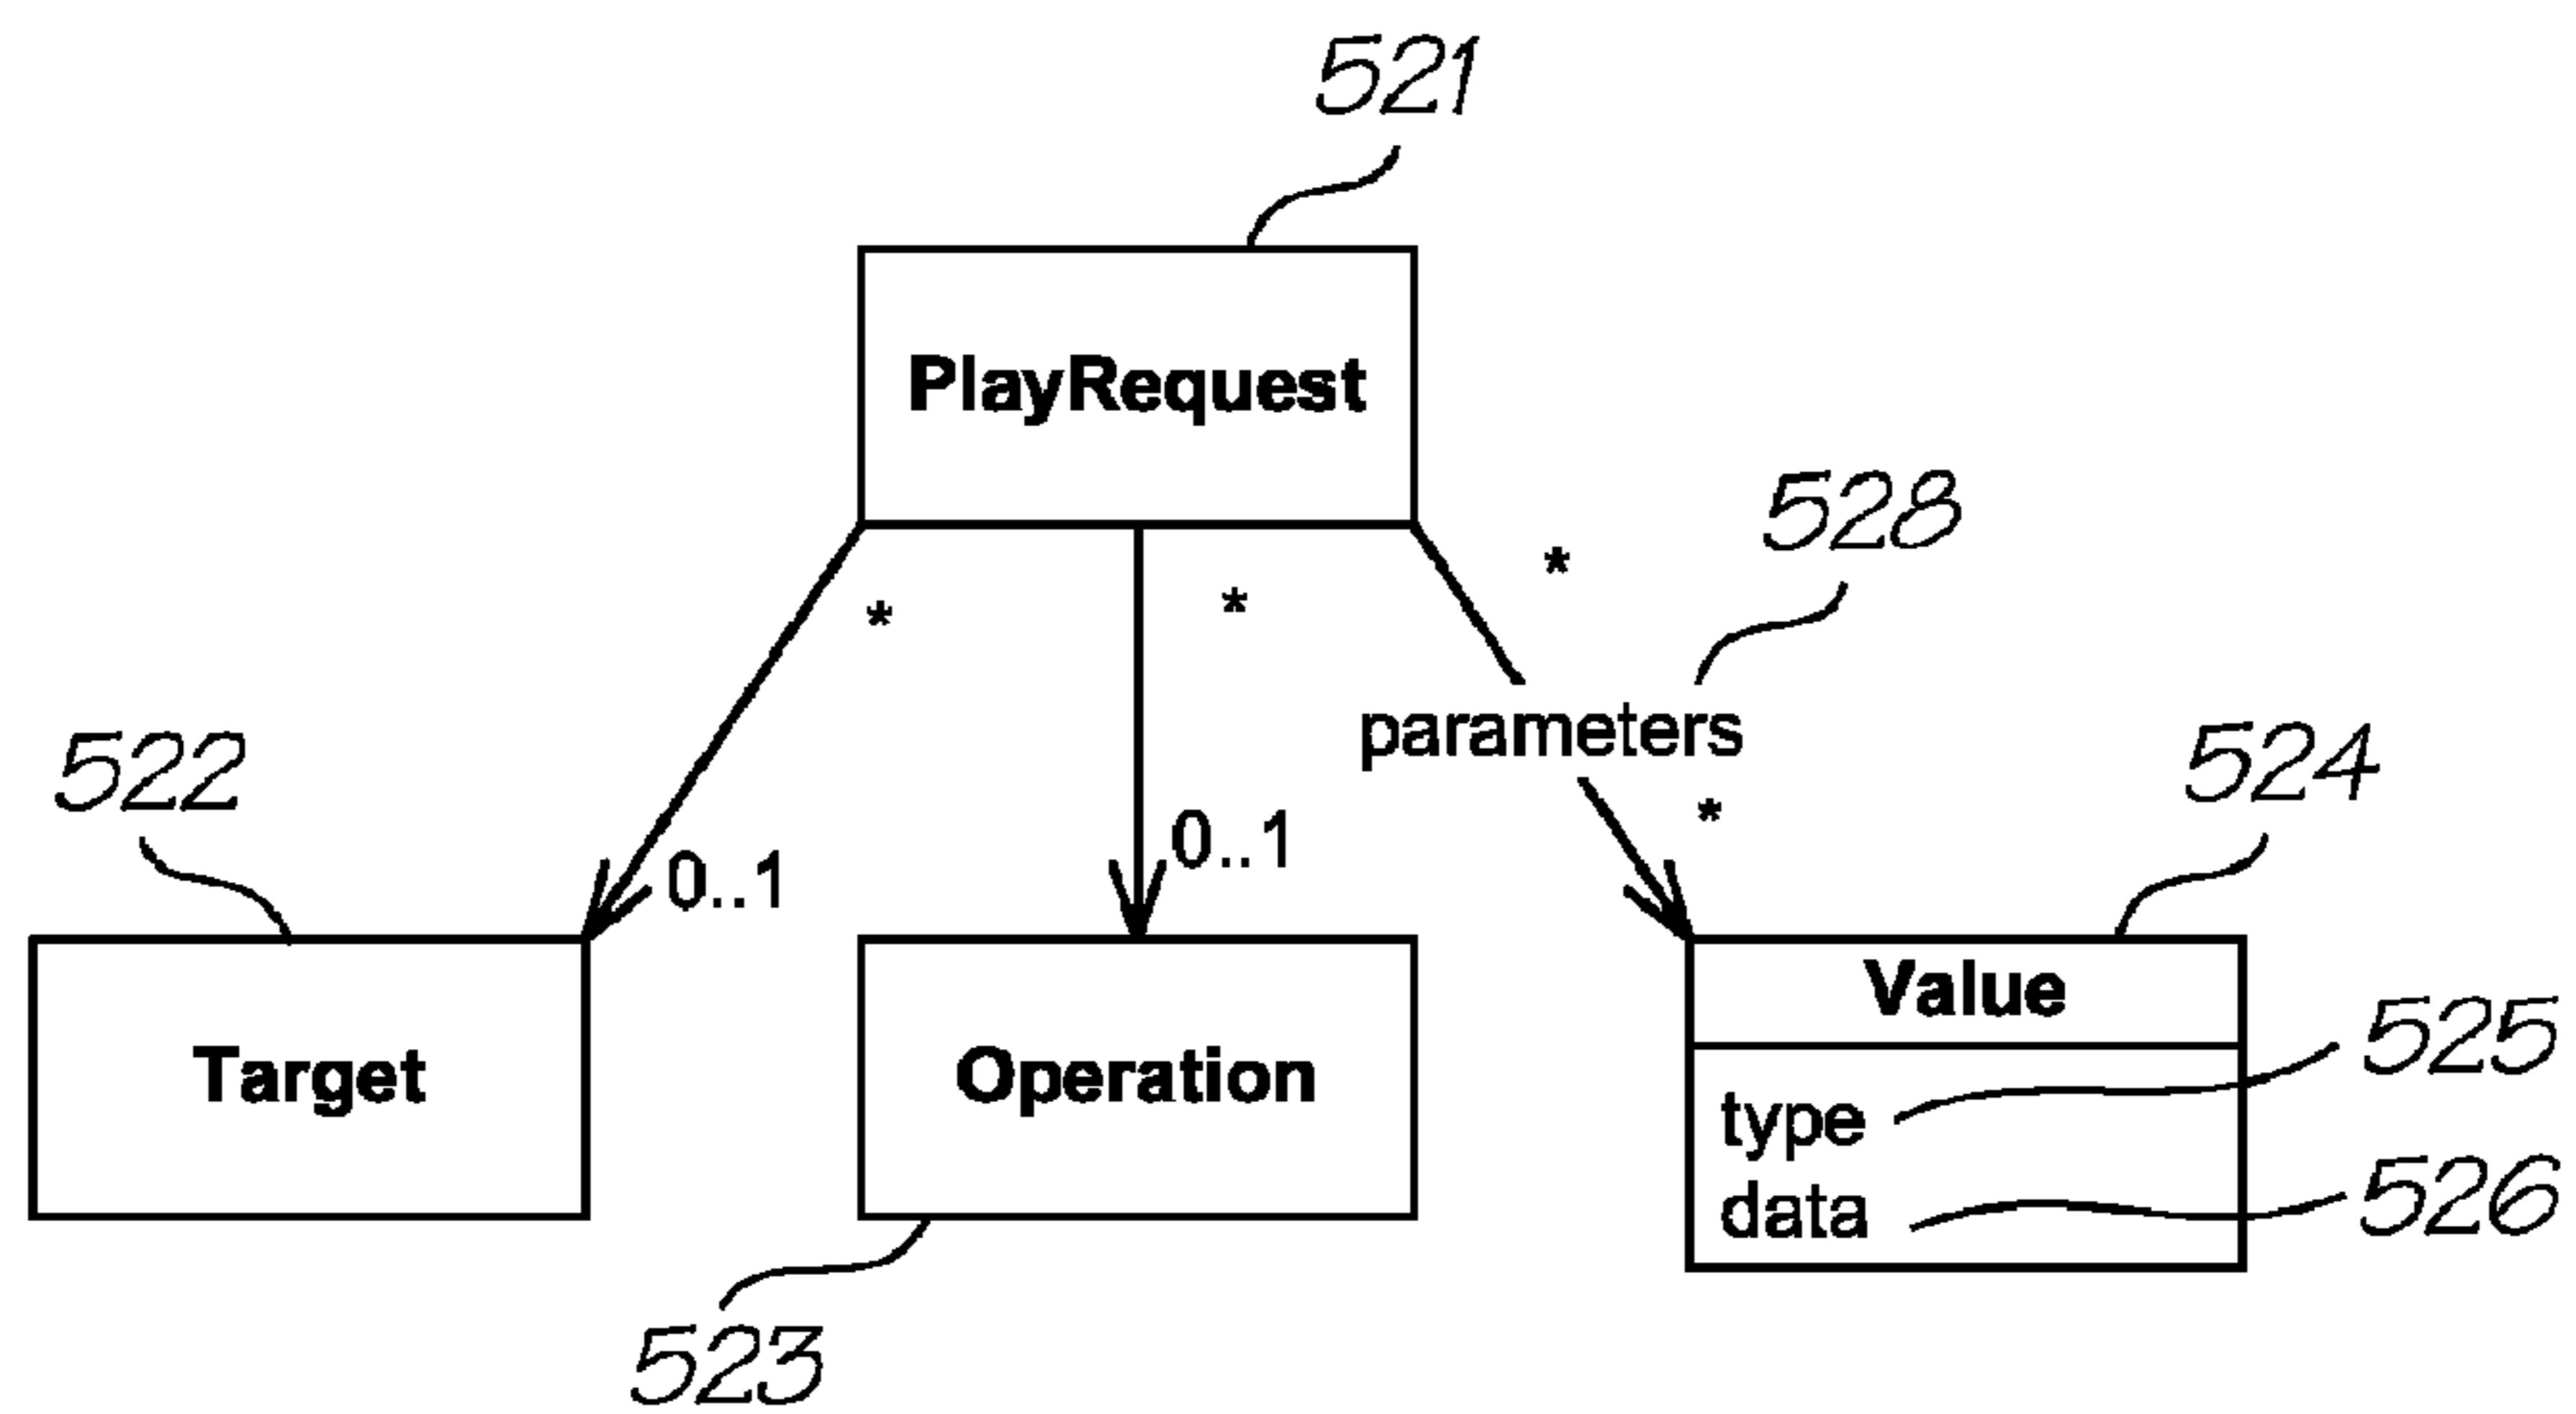 521
PlayRequest
528
*
*
*
parameters
522
524
*
0..1
0..1
Value
525
Target
Operation
type
526
data
523